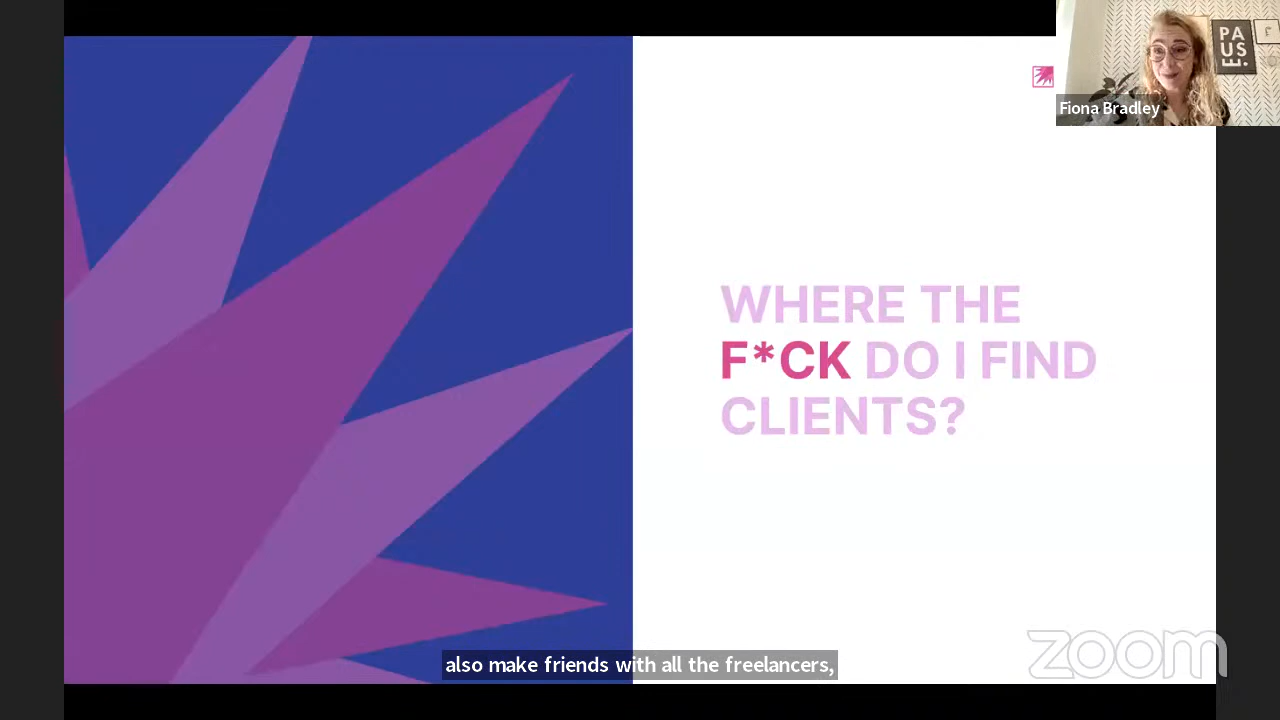 PA
US
E.
F
Fiona Bradley
WHERE THE
F*CK DO I FIND
CLIENTS?
also make friends with all the freelancers,
zoom